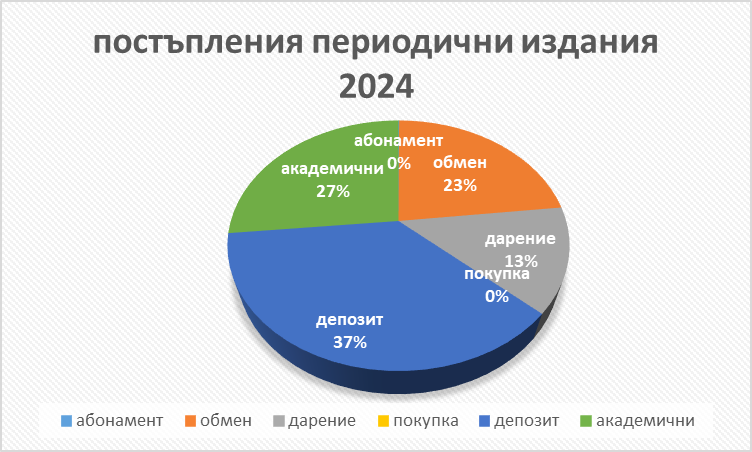 постъпления периодични издания
2024
абонамент
0%
обмен
23%
академични
27%
дарение
13%
покупка
0%
депозит
37%
абонамент обмен дарение покупка депозит академични